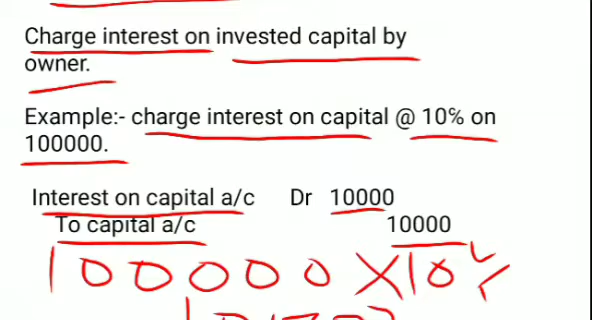 Charge interest on invested capital by
owner.
Example:- charge interest on capital @ 10% on
100000.
Interest on capital a/c Dr 10000
To capital a/c 10000
100000 X 10%